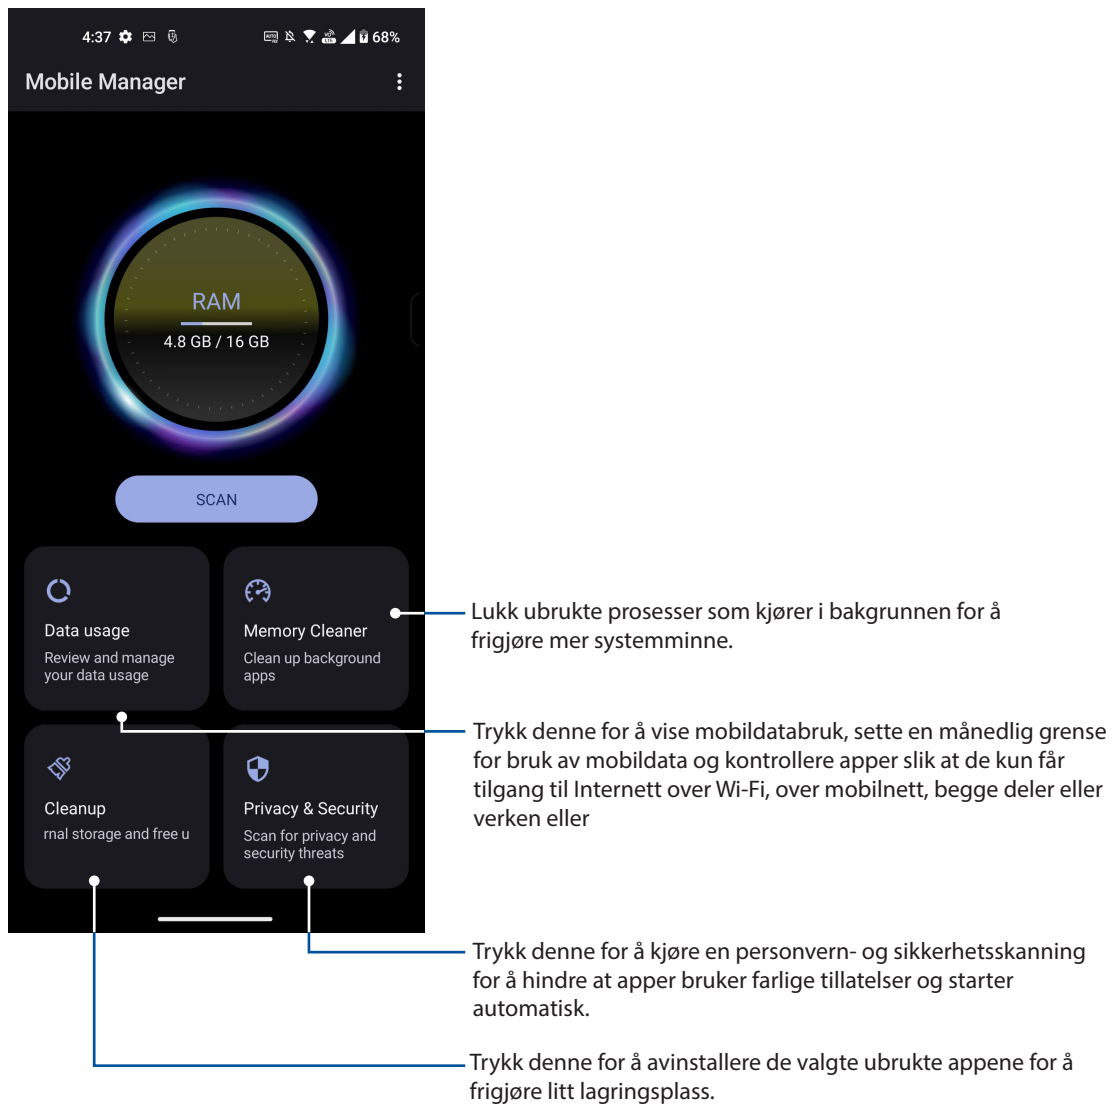 4:37
68%
Mobile Manager
RAM
4.8 GB / 16 GB
SCAN
Data usage
Review and manage
your data usage
Memory Cleaner
Clean up background
apps
Cleanup
rnal storage and free u
Privacy & Security
Scan for privacy and
security threats
Lukk ubrukte prosesser som kjører i bakgrunnen for å
frigjøre mer systemminne.
Trykk denne for å vise mobildatabruk, sette en månedlig grense
for bruk av mobildata og kontrollere apper slik at de kun får
tilgang til Internett over Wi-Fi, over mobilnett, begge deler eller
verken eller
Trykk denne for å kjøre en personvern- og sikkerhetsskanning
for å hindre at apper bruker farlige tillatelser og starter
automatisk.
Trykk denne for å avinstallere de valgte ubrukte appene for å
frigjøre litt lagringsplass.